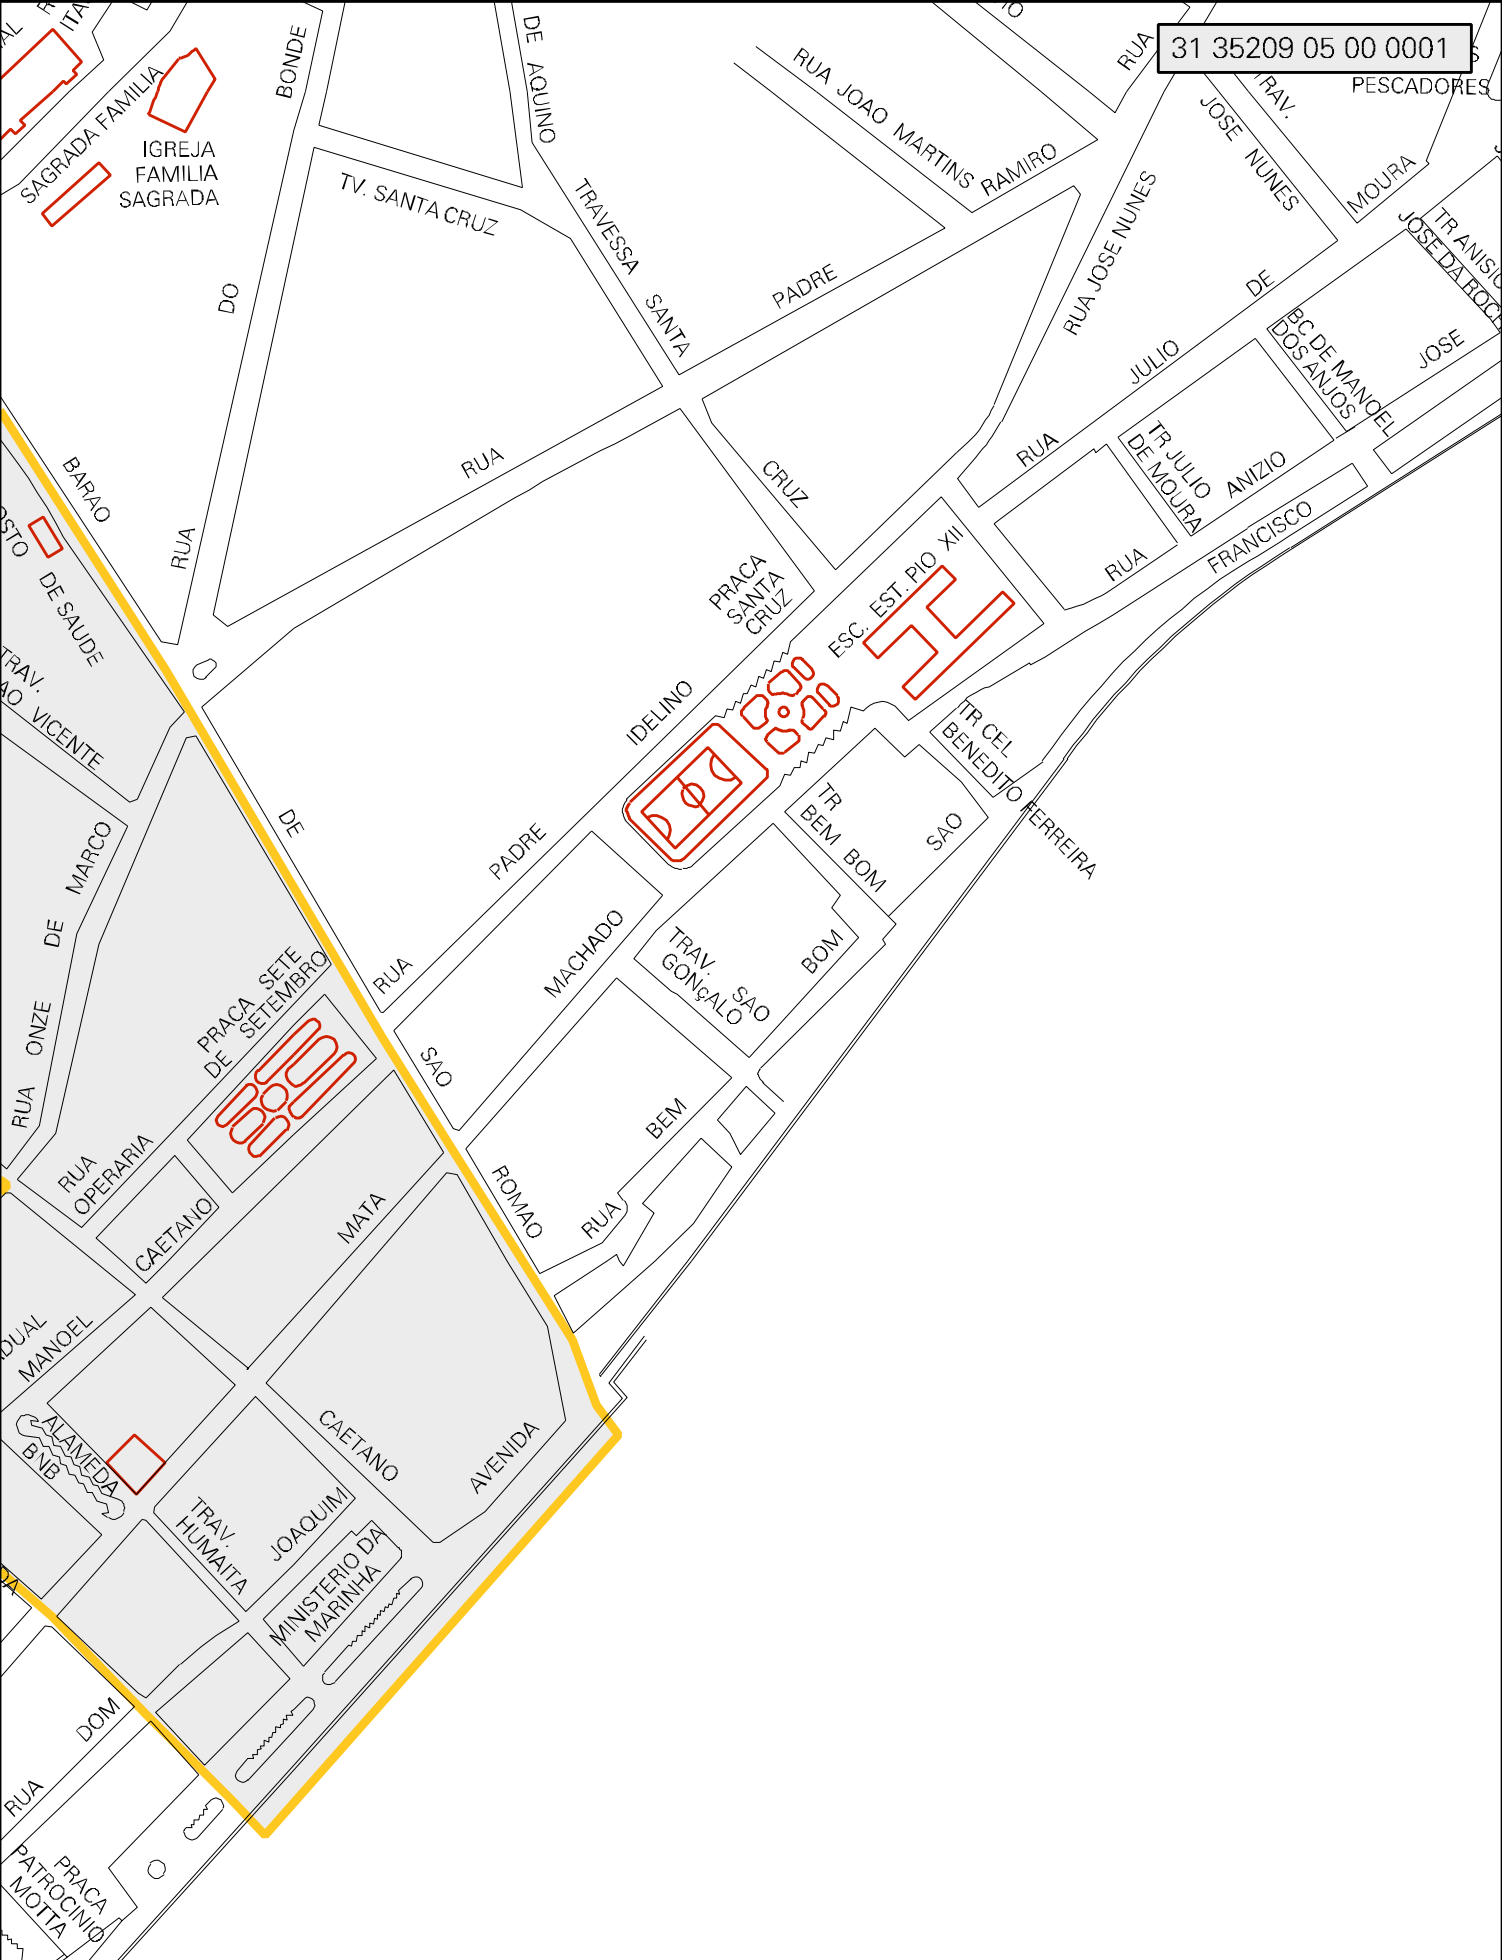 31 35209 05 00 0001
PESCADORES
RUA
TRAV.
JOSE NUNES
MOURA
RUA JOAO MARTINS
RAMIRO
DE AQUINO
BONDE
SAGRADA FAMILIA
IGREJA
FAMILIA
SAGRADA
TV. SANTA CRUZ
TRAVESSA
SANTA
PADRE
RUA JOSE NUNES
DE
JULIO
RUA
TR ANISIO
JOSE DA ROCH
BC DE MANOEL
DOS ANJOS
JOSE
DO
RUA
CRUZ
TR JULIO
DE MOURA
ANIZIO
RUA
FRANCISCO
BARAO
RUA
OSTO
DE SAUDE
TRAV.
AO VICENTE
PRACA
SANTA
CRUZ
ESC. EST. PIO XII
IDELINO
TR CEL
BENEDITO FERREIRA
DE
PADRE
TR
BEM BOM
SAO
RUA ONZE DE MARCO
PRACA SETE
DE SETEMBRO
RUA
MACHADO
TRAV. SAO
GONçALO
BOM
SAO
BEM
RUA
OPERARIA
CAETANO
MATA
ROMAO
RUA
DUAL
MANOEL
ALAMEDA
BNB
CAETANO
AVENIDA
TRAV.
HUMAITA
JOAQUIM
MINISTERIO DA
MARINHA
DA
DOM
RUA
PRACA
PATROCINIO
MOTTA